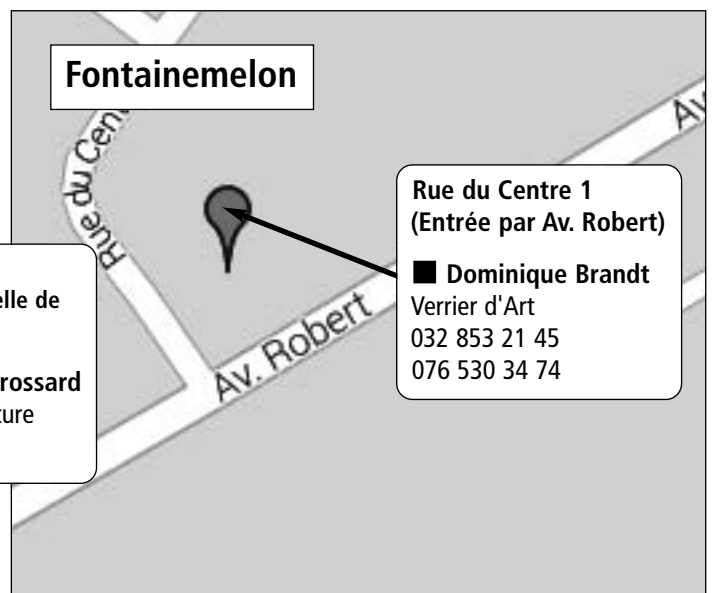 Fontainemelon
Rue du Cent
Av
Rue du Centre 1
(Entrée par Av. Robert)
■ Dominique Brandt
Verrier d'Art
032 853 21 45
076 530 34 74
elle de
rossard
ture
Av. Robert